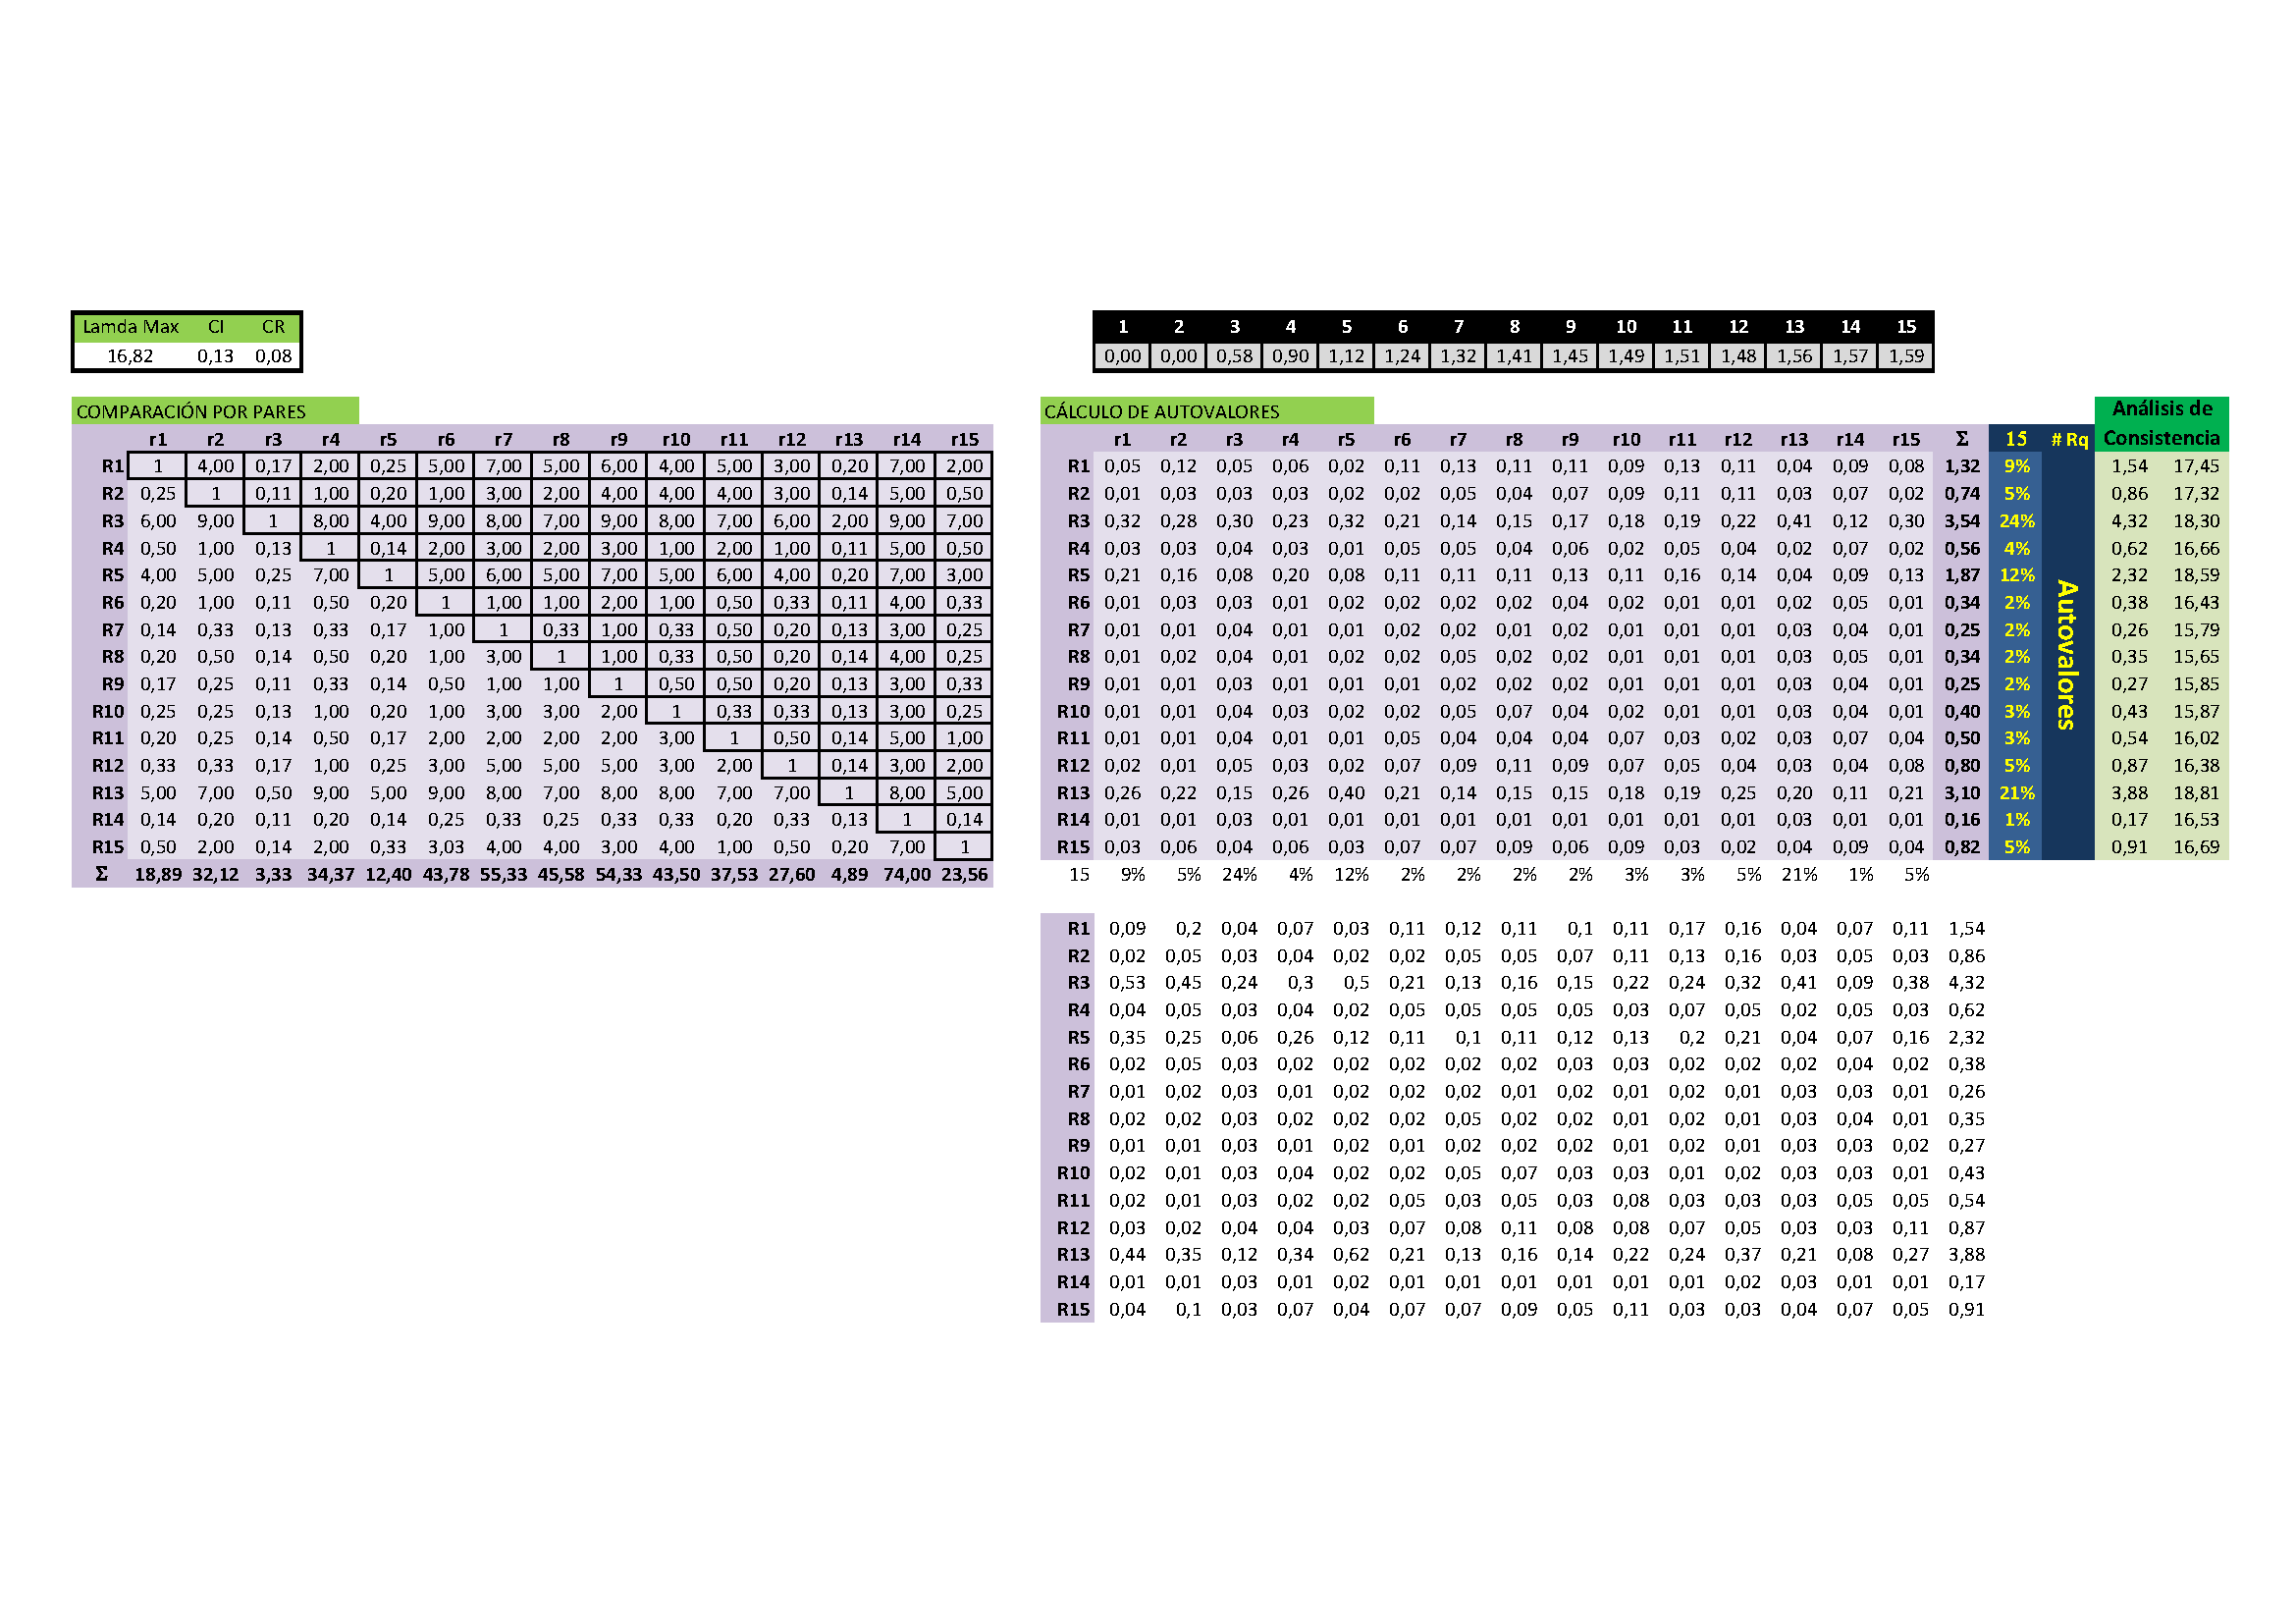 Lamda Max CI CR
16,82 0,13 0,08
1 2 3 4 5 6 7 8 9 10 11 12 13 14 15
0,00 0,00 0,58 0,90 1,12 1,24 1,32 1,41 1,45 1,49 1,51 1,48 1,56 1,57 1,59
COMPARACIÓN POR PARES
r1 r2 r3 r4 r5 r6 r7 r8 r9 r10 r11 r12 r13 r14 r15
R1 1 4,00 0,17 2,00 0,25 5,00 7,00 5,00 6,00 4,00 5,00 3,00 0,20 7,00 2,00
R2 0,25 1 0,11 1,00 0,20 1,00 3,00 2,00 4,00 4,00 4,00 3,00 0,14 5,00 0,50
R3 6,00 9,00 1 8,00 4,00 9,00 8,00 7,00 9,00 8,00 7,00 6,00 2,00 9,00 7,00
R4 0,50 1,00 0,13 1 0,14 2,00 3,00 2,00 3,00 1,00 2,00 1,00 0,11 5,00 0,50
R5 4,00 5,00 0,25 7,00 1 5,00 6,00 5,00 7,00 5,00 6,00 4,00 0,20 7,00 3,00
R6 0,20 1,00 0,11 0,50 0,20 1 1,00 1,00 2,00 1,00 0,50 0,33 0,11 4,00 0,33
R7 0,14 0,33 0,13 0,33 0,17 1,00 1 0,33 1,00 0,33 0,50 0,20 0,13 3,00 0,25
R8 0,20 0,50 0,14 0,50 0,20 1,00 3,00 1 1,00 0,33 0,50 0,20 0,14 4,00 0,25
R9 0,17 0,25 0,11 0,33 0,14 0,50 1,00 1,00 1 0,50 0,50 0,20 0,13 3,00 0,33
R10 0,25 0,25 0,13 1,00 0,20 1,00 3,00 3,00 2,00 1 0,33 0,33 0,13 3,00 0,25
R11 0,20 0,25 0,14 0,50 0,17 2,00 2,00 2,00 2,00 3,00 1 0,50 0,14 5,00 1,00
R12 0,33 0,33 0,17 1,00 0,25 3,00 5,00 5,00 5,00 3,00 2,00 1 0,14 3,00 2,00
R13 5,00 7,00 0,50 9,00 5,00 9,00 8,00 7,00 8,00 8,00 7,00 7,00 1 8,00 5,00
R14 0,14 0,20 0,11 0,20 0,14 0,25 0,33 0,25 0,33 0,33 0,20 0,33 0,13 1 0,14
R15 0,50 2,00 0,14 2,00 0,33 3,03 4,00 4,00 3,00 4,00 1,00 0,50 0,20 7,00 1
Σ 18,89 32,12 3,33 34,37 12,40 43,78 55,33 45,58 54,33 43,50 37,53 27,60 4,89 74,00 23,56
CÁLCULO DE AUTOVALORES
Análisis de
Consistencia
r1 r2 r3 r4 r5 r6 r7 r8 r9 r10 r11 r12 r13 r14 r15 Σ 15 # Rq
R1 0,05 0,12 0,05 0,06 0,02 0,11 0,13 0,11 0,11 0,09 0,13 0,11 0,04 0,09 0,08 1,32 9% 1,54 17,45
R2 0,01 0,03 0,03 0,03 0,02 0,02 0,05 0,04 0,07 0,09 0,11 0,11 0,03 0,07 0,02 0,74 5% 0,86 17,32
R3 0,32 0,28 0,30 0,23 0,32 0,21 0,14 0,15 0,17 0,18 0,19 0,22 0,41 0,12 0,30 3,54 24% 4,32 18,30
R4 0,03 0,03 0,04 0,03 0,01 0,05 0,05 0,04 0,06 0,02 0,05 0,04 0,02 0,07 0,02 0,56 4% 0,62 16,66
R5 0,21 0,16 0,08 0,20 0,08 0,11 0,11 0,11 0,13 0,11 0,16 0,14 0,04 0,09 0,13 1,87 12% 2,32 18,59
R6 0,01 0,03 0,03 0,01 0,02 0,02 0,02 0,02 0,04 0,02 0,01 0,01 0,02 0,05 0,01 0,34 2% 0,38 16,43
R7 0,01 0,01 0,04 0,01 0,01 0,02 0,02 0,01 0,02 0,01 0,01 0,01 0,03 0,04 0,01 0,25 2% 0,26 15,79
R8 0,01 0,02 0,04 0,01 0,02 0,02 0,05 0,02 0,02 0,01 0,01 0,01 0,03 0,05 0,01 0,34 2% 0,35 15,65
R9 0,01 0,01 0,03 0,01 0,01 0,01 0,02 0,02 0,02 0,01 0,01 0,01 0,03 0,04 0,01 0,25 2% 0,27 15,85
R10 0,01 0,01 0,04 0,03 0,02 0,02 0,05 0,07 0,04 0,02 0,01 0,01 0,03 0,04 0,01 0,40 3% 0,43 15,87
R11 0,01 0,01 0,04 0,01 0,01 0,05 0,04 0,04 0,04 0,07 0,03 0,02 0,03 0,07 0,04 0,50 3% 0,54 16,02
R12 0,02 0,01 0,05 0,03 0,02 0,07 0,09 0,11 0,09 0,07 0,05 0,04 0,03 0,04 0,08 0,80 5% 0,87 16,38
R13 0,26 0,22 0,15 0,26 0,40 0,21 0,14 0,15 0,15 0,18 0,19 0,25 0,20 0,11 0,21 3,10 21% 3,88 18,81
R14 0,01 0,01 0,03 0,01 0,01 0,01 0,01 0,01 0,01 0,01 0,01 0,01 0,03 0,01 0,01 0,16 1% 0,17 16,53
R15 0,03 0,06 0,04 0,06 0,03 0,07 0,07 0,09 0,06 0,09 0,03 0,02 0,04 0,09 0,04 0,82 5% 0,91 16,69
Autovalores
15 9% 5% 24% 4% 12% 2% 2% 2% 2% 3% 3% 5% 21% 1% 5%
R1 0,09 0,2 0,04 0,07 0,03 0,11 0,12 0,11 0,1 0,11 0,17 0,16 0,04 0,07 0,11 1,54
R2 0,02 0,05 0,03 0,04 0,02 0,02 0,05 0,05 0,07 0,11 0,13 0,16 0,03 0,05 0,03 0,86
R3 0,53 0,45 0,24 0,3 0,5 0,21 0,13 0,16 0,15 0,22 0,24 0,32 0,41 0,09 0,38 4,32
R4 0,04 0,05 0,03 0,04 0,02 0,05 0,05 0,05 0,05 0,03 0,07 0,05 0,02 0,05 0,03 0,62
R5 0,35 0,25 0,06 0,26 0,12 0,11 0,1 0,11 0,12 0,13 0,2 0,21 0,04 0,07 0,16 2,32
R6 0,02 0,05 0,03 0,02 0,02 0,02 0,02 0,02 0,03 0,03 0,02 0,02 0,02 0,04 0,02 0,38
R7 0,01 0,02 0,03 0,01 0,02 0,02 0,02 0,01 0,02 0,01 0,02 0,01 0,03 0,03 0,01 0,26
R8 0,02 0,02 0,03 0,02 0,02 0,02 0,05 0,02 0,02 0,01 0,02 0,01 0,03 0,04 0,01 0,35
R9 0,01 0,01 0,03 0,01 0,02 0,01 0,02 0,02 0,02 0,01 0,02 0,01 0,03 0,03 0,02 0,27
R10 0,02 0,01 0,03 0,04 0,02 0,02 0,05 0,07 0,03 0,03 0,01 0,02 0,03 0,03 0,01 0,43
R11 0,02 0,01 0,03 0,02 0,02 0,05 0,03 0,05 0,03 0,08 0,03 0,03 0,03 0,05 0,05 0,54
R12 0,03 0,02 0,04 0,04 0,03 0,07 0,08 0,11 0,08 0,08 0,07 0,05 0,03 0,03 0,11 0,87
R13 0,44 0,35 0,12 0,34 0,62 0,21 0,13 0,16 0,14 0,22 0,24 0,37 0,21 0,08 0,27 3,88
R14 0,01 0,01 0,03 0,01 0,02 0,01 0,01 0,01 0,01 0,01 0,01 0,02 0,03 0,01 0,01 0,17
R15 0,04 0,1 0,03 0,07 0,04 0,07 0,07 0,09 0,05 0,11 0,03 0,03 0,04 0,07 0,05 0,91